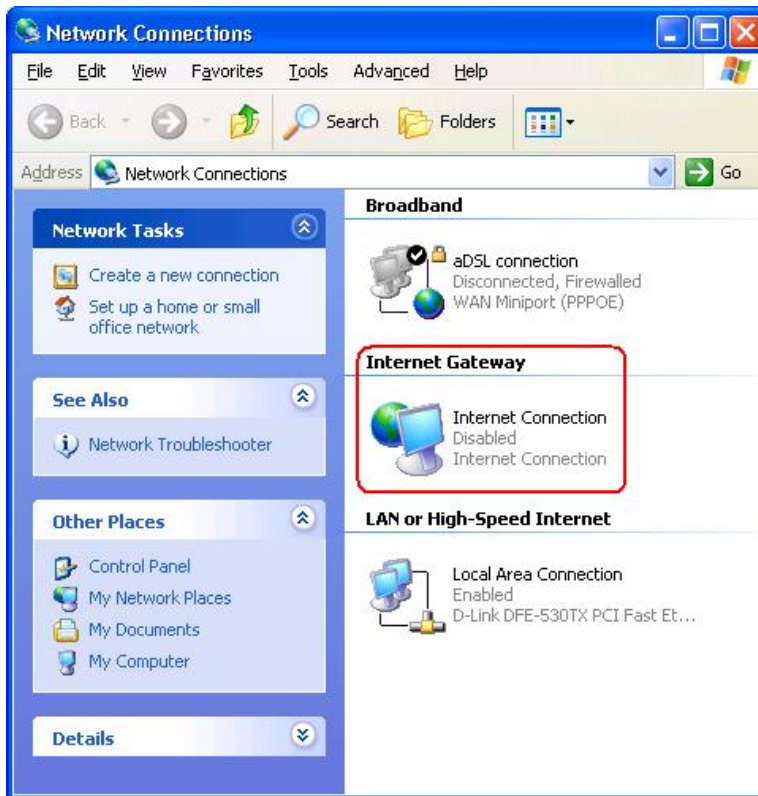 Network Connections
File Edit View Favorites Tools Advanced Help
Back Search Folders
Address Network Connections Go
Network Tasks
Create a new connection
Set up a home or small
office network
See Also
Network Troubleshooter
Other Places
Control Panel
My Network Places
My Documents
My Computer
Details
Broadband
aDSL connection
Disconnected, Firewalled
WAN Miniport (PPPOE)
Internet Gateway
Internet Connection
Disabled
Internet Connection
LAN or High-Speed Internet
Local Area Connection
Enabled
D-Link DFE-530TX PCI Fast Et...